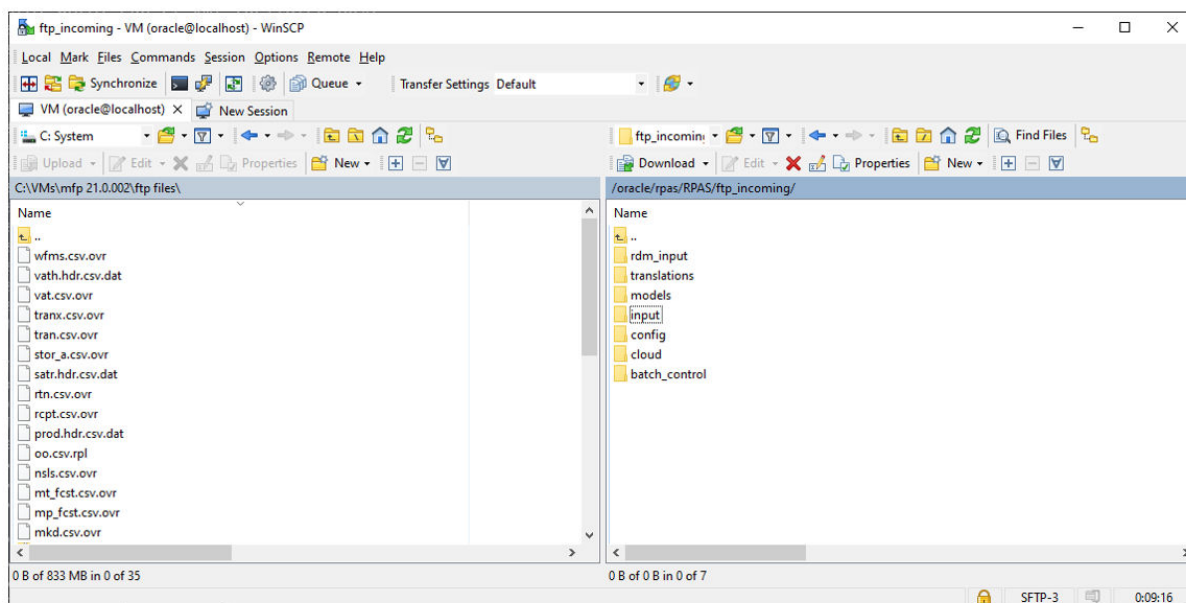 ftp_incoming - VM (oracle@localhost) - WinSCP
Local Mark Files Commands Session Options Remote Help
Synchronize Queue Transfer Settings Default
VM (oracle@localhost) X New Session
C: System
ftp_incomin Find Files
Upload Edit Properties New
Download Edit Properties New
C:\VMs\mfp 21.0.002\ftp files\
Name
..
wfms.csv.ovr
vath.hdr.csv.dat
vat.csv.ovr
tranx.csv.ovr
tran.csv.ovr
stor_a.csv.ovr
satr.hdr.csv.dat
rtn.csv.ovr
rcpt.csv.ovr
prod.hdr.csv.dat
oo.csv.rpl
nsls.csv.ovr
mt_fcst.csv.ovr
mp_fcst.csv.ovr
mkd.csv.ovr
0 B of 833 MB in 0 of 35
/oracle/rpas/RPAS/ftp_incoming/
Name
..
rdm_input
translations
models
input
config
cloud
batch_control
0 B of 0 B in 0 of 7
SFTP-3 0:09:16